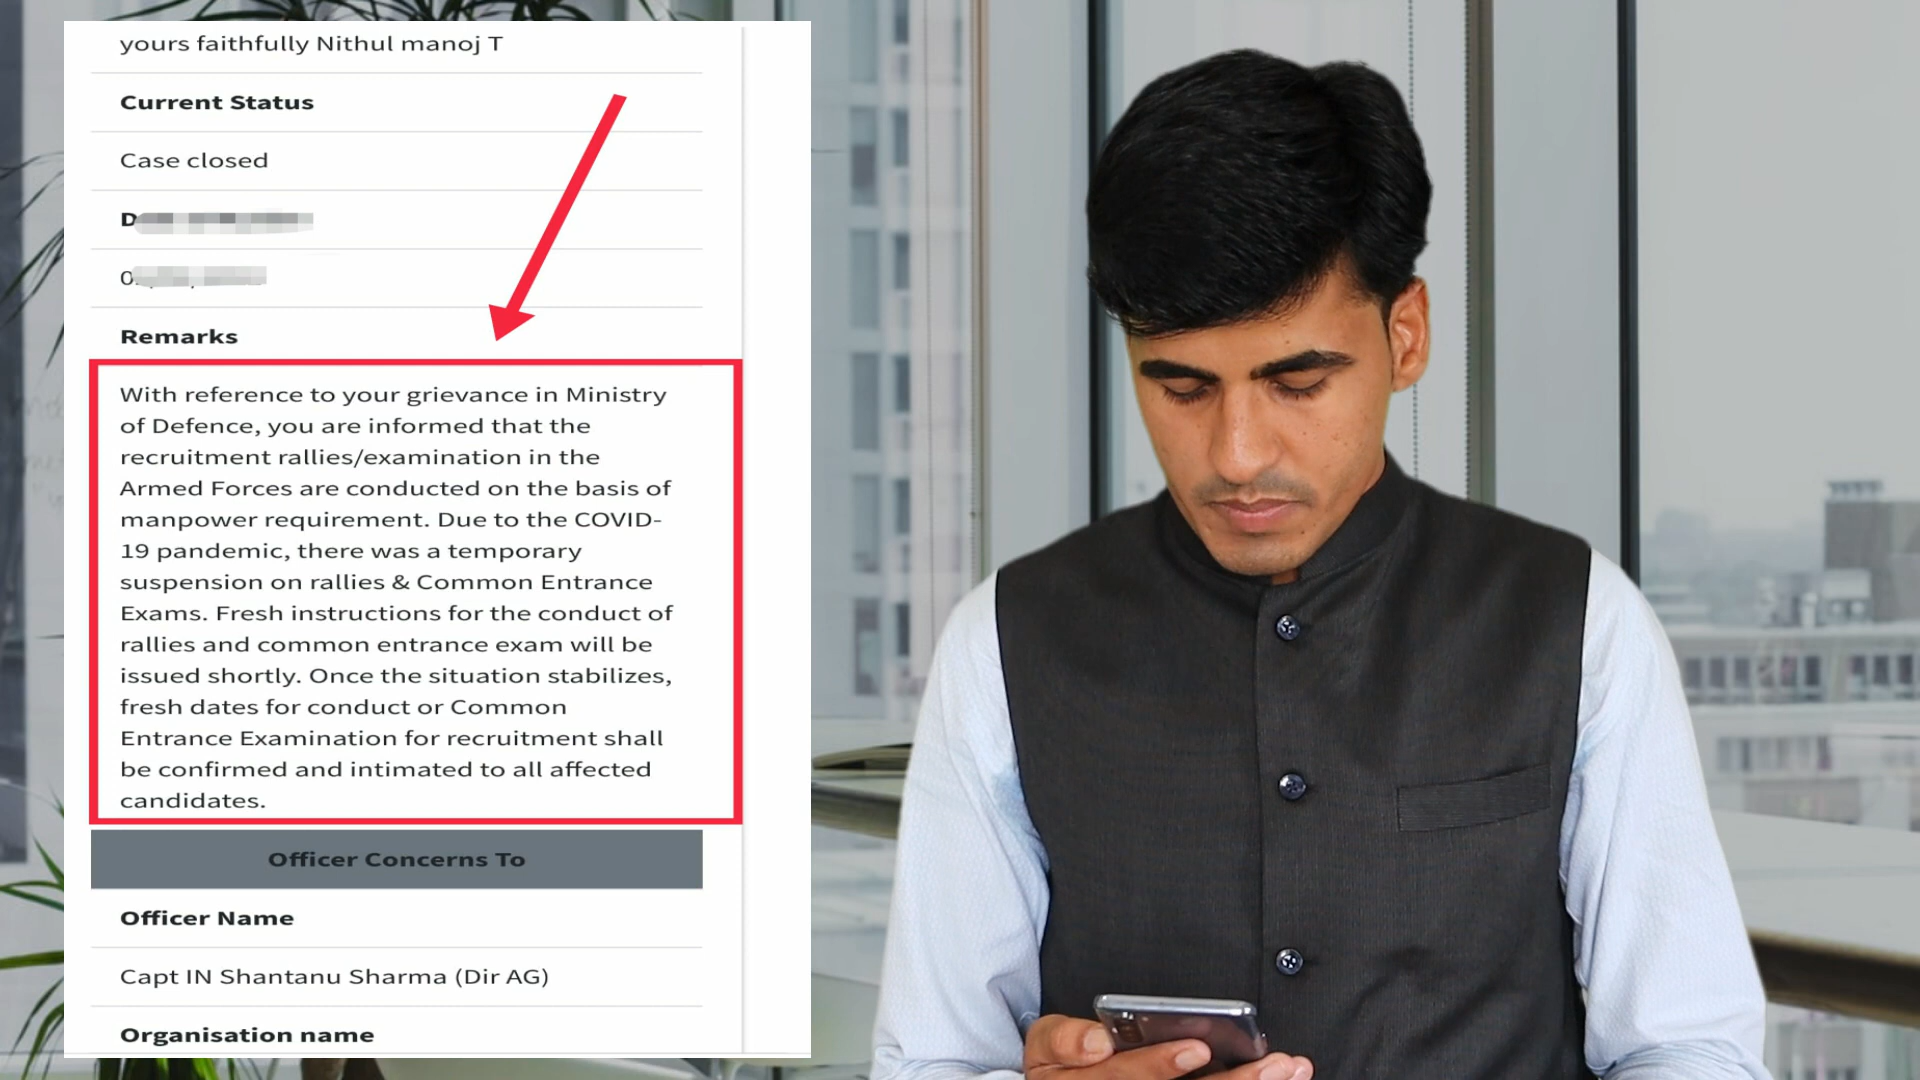 yours faithfully Nithul manoj T
Current Status
Case closed
Remarks
With reference to your grievance in Ministry
of Defence, you are informed that the
recruitment rallies/examination in the
Armed Forces are conducted on the basis of
manpower requirement. Due to the COVID-
19 pandemic, there was a temporary
suspension on rallies & Common Entrance
Exams. Fresh instructions for the conduct of
rallies and common entrance exam will be
issued shortly. Once the situation stabilizes,
fresh dates for conduct or Common
Entrance Examination for recruitment shall
be confirmed and intimated to all affected
candidates.
Officer Concerns To
Officer Name
Capt IN Shantanu Sharma (Dir AG)
Organisation name